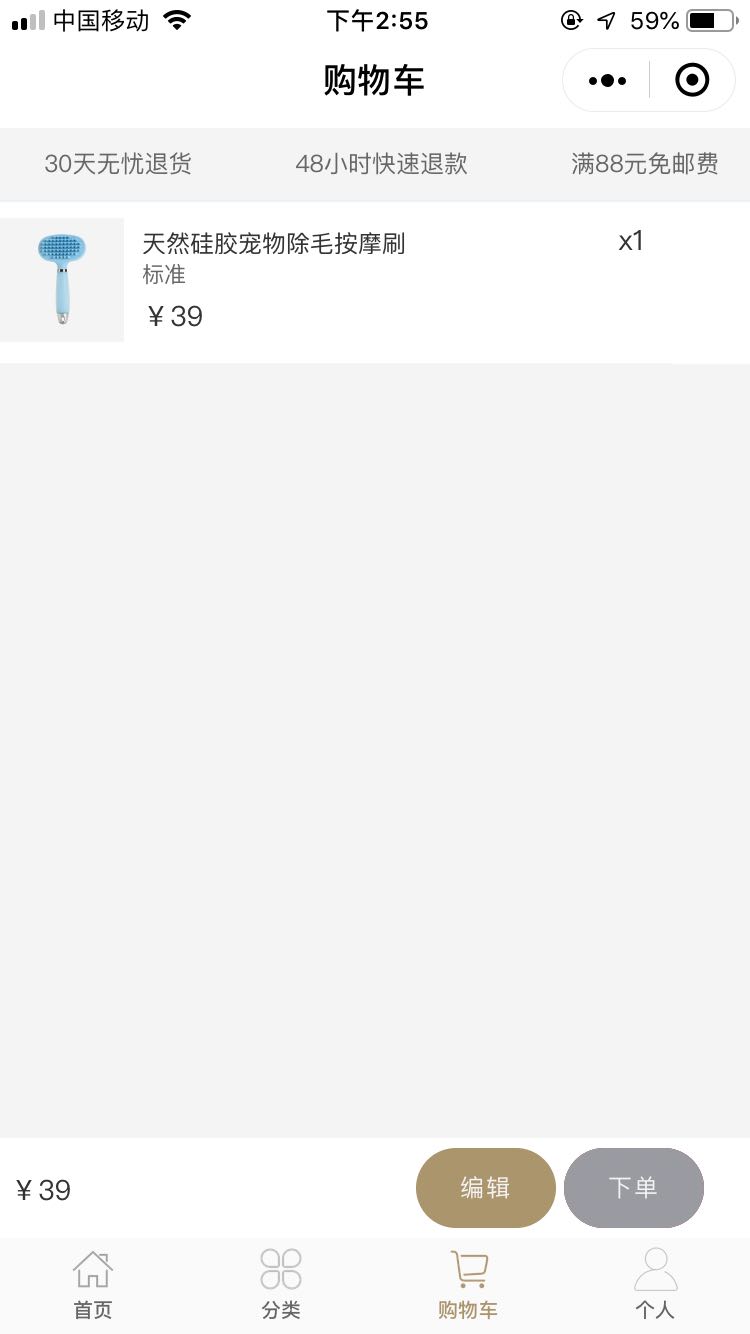 中国移动 下午2:55 59%
购物车
30天无忧退货 48小时快速退款 满88元免邮费
天然硅胶宠物除毛按摩刷 x1
标准
¥ 39
¥ 39 编辑 下单
首页 分类 购物车 个人